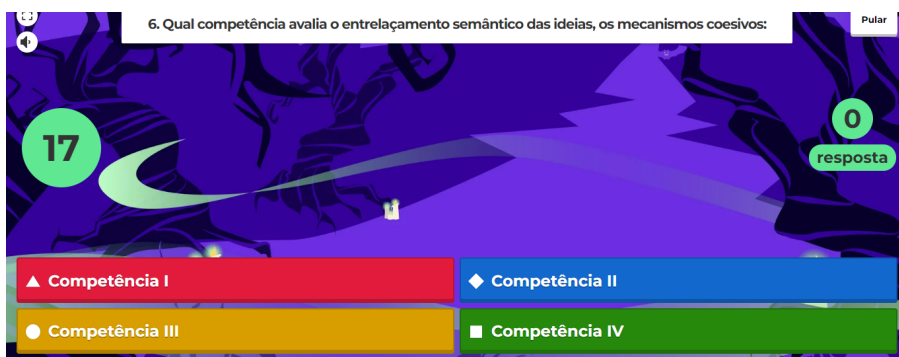 6. Qual competência avalia o entrelaçamento semântico das ideias, os mecanismos coesivos:
Pular
17
0
resposta
Competência I
Competência II
Competência III
Competência IV